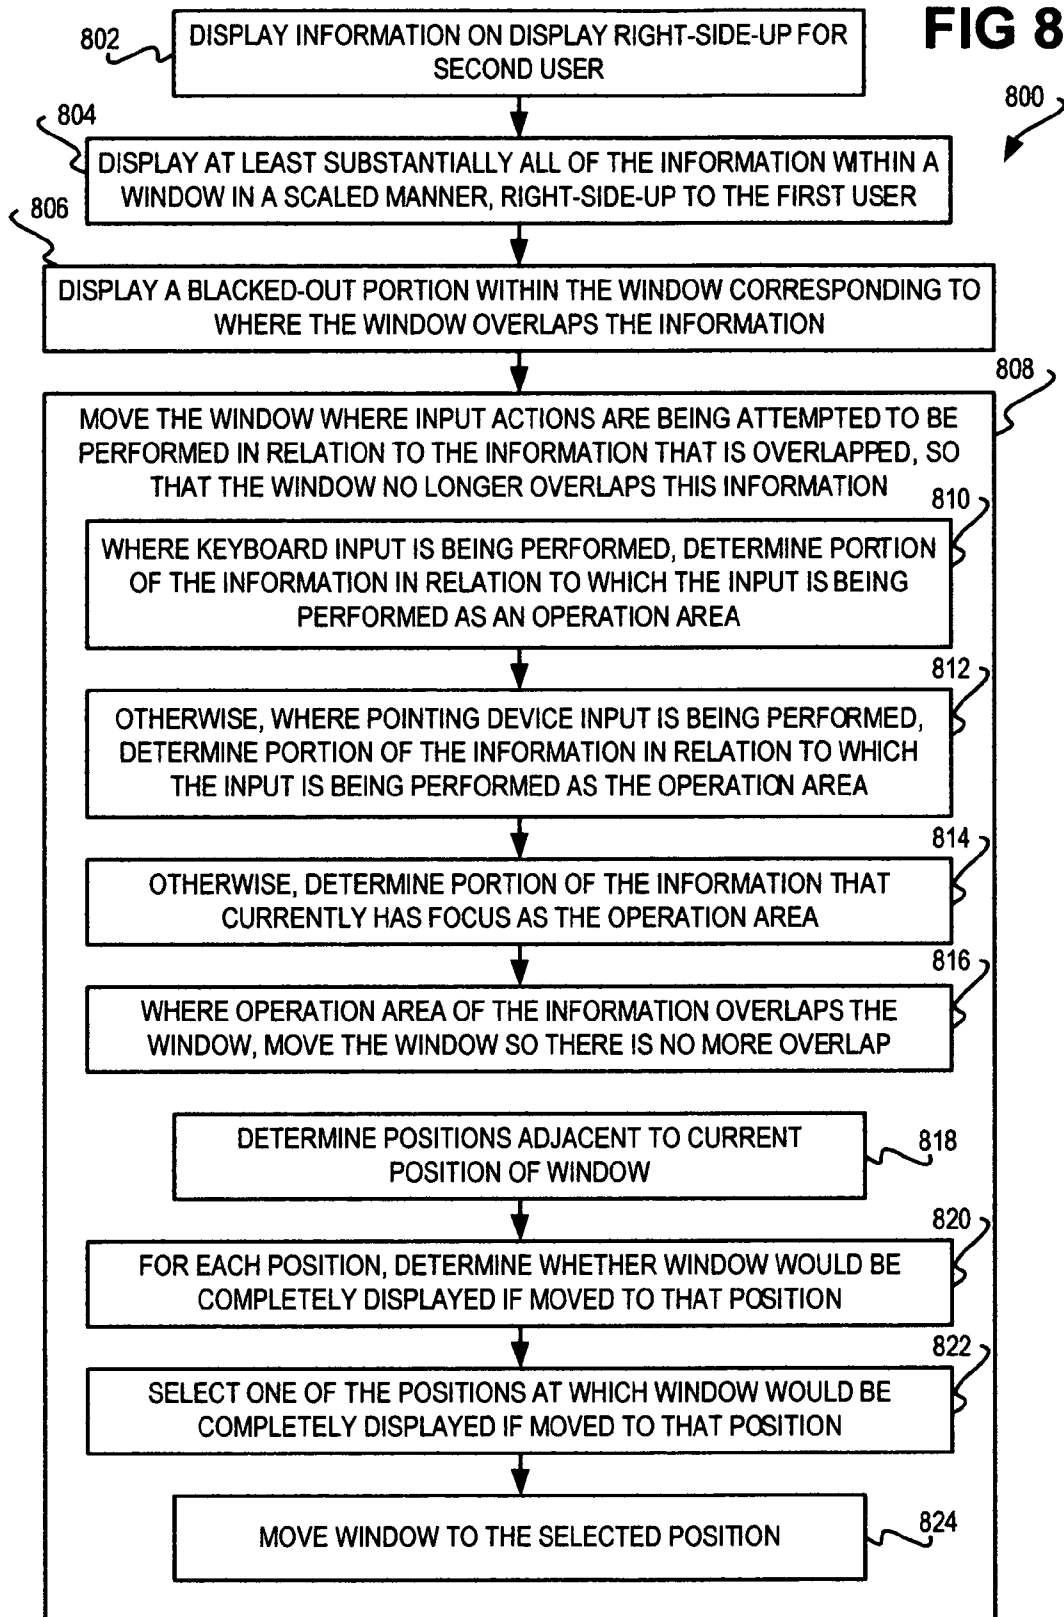 FIG 8
800
802
DISPLAY INFORMATION ON DISPLAY RIGHT-SIDE-UP FOR
SECOND USER
804
DISPLAY AT LEAST SUBSTANTIALLY ALL OF THE INFORMATION WITHIN A
WINDOW IN A SCALED MANNER, RIGHT-SIDE-UP TO THE FIRST USER
806
DISPLAY A BLACKED-OUT PORTION WITHIN THE WINDOW CORRESPONDING TO
WHERE THE WINDOW OVERLAPS THE INFORMATION
808
MOVE THE WINDOW WHERE INPUT ACTIONS ARE BEING ATTEMPTED TO BE
PERFORMED IN RELATION TO THE INFORMATION THAT IS OVERLAPPED, SO
THAT THE WINDOW NO LONGER OVERLAPS THIS INFORMATION
810
WHERE KEYBOARD INPUT IS BEING PERFORMED, DETERMINE PORTION
OF THE INFORMATION IN RELATION TO WHICH THE INPUT IS BEING
PERFORMED AS AN OPERATION AREA
812
OTHERWISE, WHERE POINTING DEVICE INPUT IS BEING PERFORMED,
DETERMINE PORTION OF THE INFORMATION IN RELATION TO WHICH
THE INPUT IS BEING PERFORMED AS THE OPERATION AREA
814
OTHERWISE, DETERMINE PORTION OF THE INFORMATION THAT
CURRENTLY HAS FOCUS AS THE OPERATION AREA
816
WHERE OPERATION AREA OF THE INFORMATION OVERLAPS THE
WINDOW, MOVE THE WINDOW SO THERE IS NO MORE OVERLAP
DETERMINE POSITIONS ADJACENT TO CURRENT
POSITION OF WINDOW
818
820
FOR EACH POSITION, DETERMINE WHETHER WINDOW WOULD BE
COMPLETELY DISPLAYED IF MOVED TO THAT POSITION
822
SELECT ONE OF THE POSITIONS AT WHICH WINDOW WOULD BE
COMPLETELY DISPLAYED IF MOVED TO THAT POSITION
MOVE WINDOW TO THE SELECTED POSITION
824